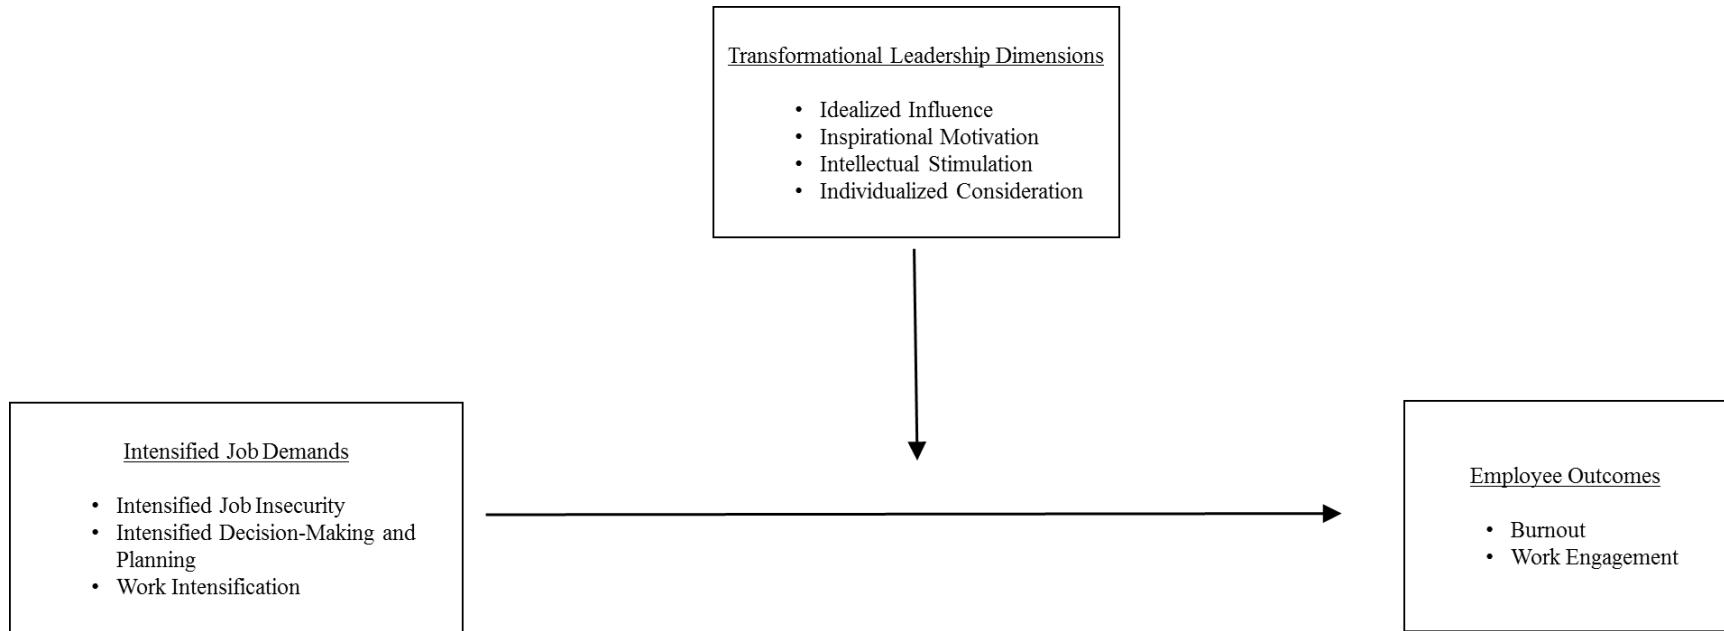 Transformational Leadership Dimensions
• Idealized Influence
• Inspirational Motivation
• Intellectual Stimulation
• Individualized Consideration
Intensified Job Demands
• Intensified Job Insecurity
• Intensified Decision-Making and
Planning
• Work Intensification
Employee Outcomes
• Burnout
• Work Engagement